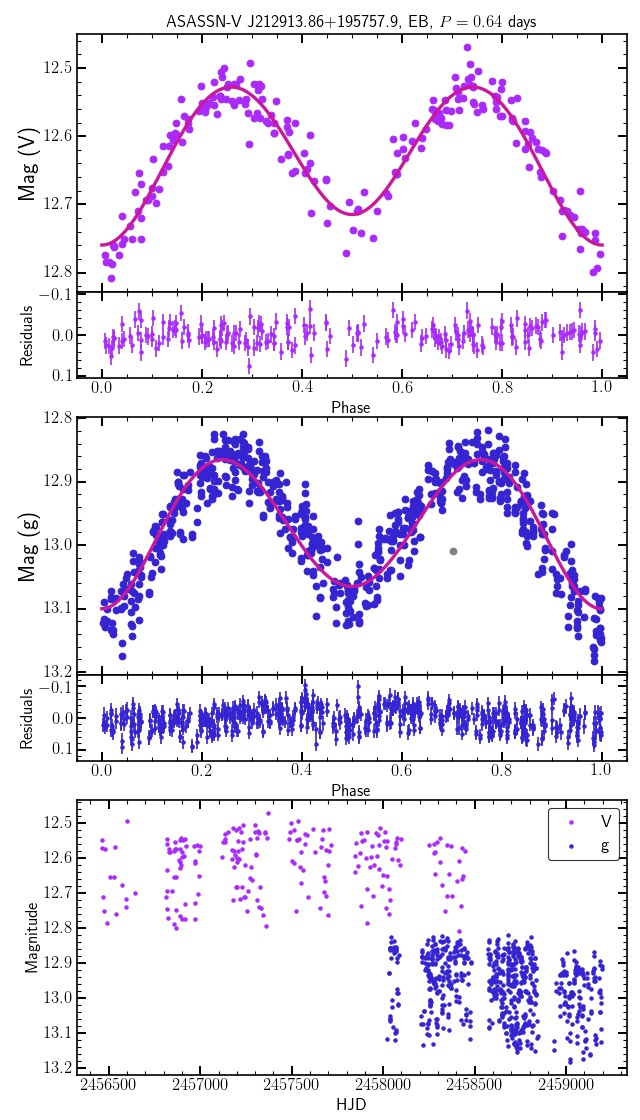 ASASSN-V J212913.86+195757.9, EB, P = 0.64 days
12.5
12.6
12.7
12.8
Mag (V)
−0.1
0.0
0.1
Residuals
0.0 0.2 0.4 0.6 0.8 1.0
Phase
12.8
12.9
13.0
13.1
13.2
Mag (g)
−0.1
0.0
0.1
Residuals
0.0 0.2 0.4 0.6 0.8 1.0
Phase
V
g
12.5
12.6
12.7
12.8
12.9
13.0
13.1
13.2
Magnitude
2456500 2457000 2457500 2458000 2458500 2459000
HJD